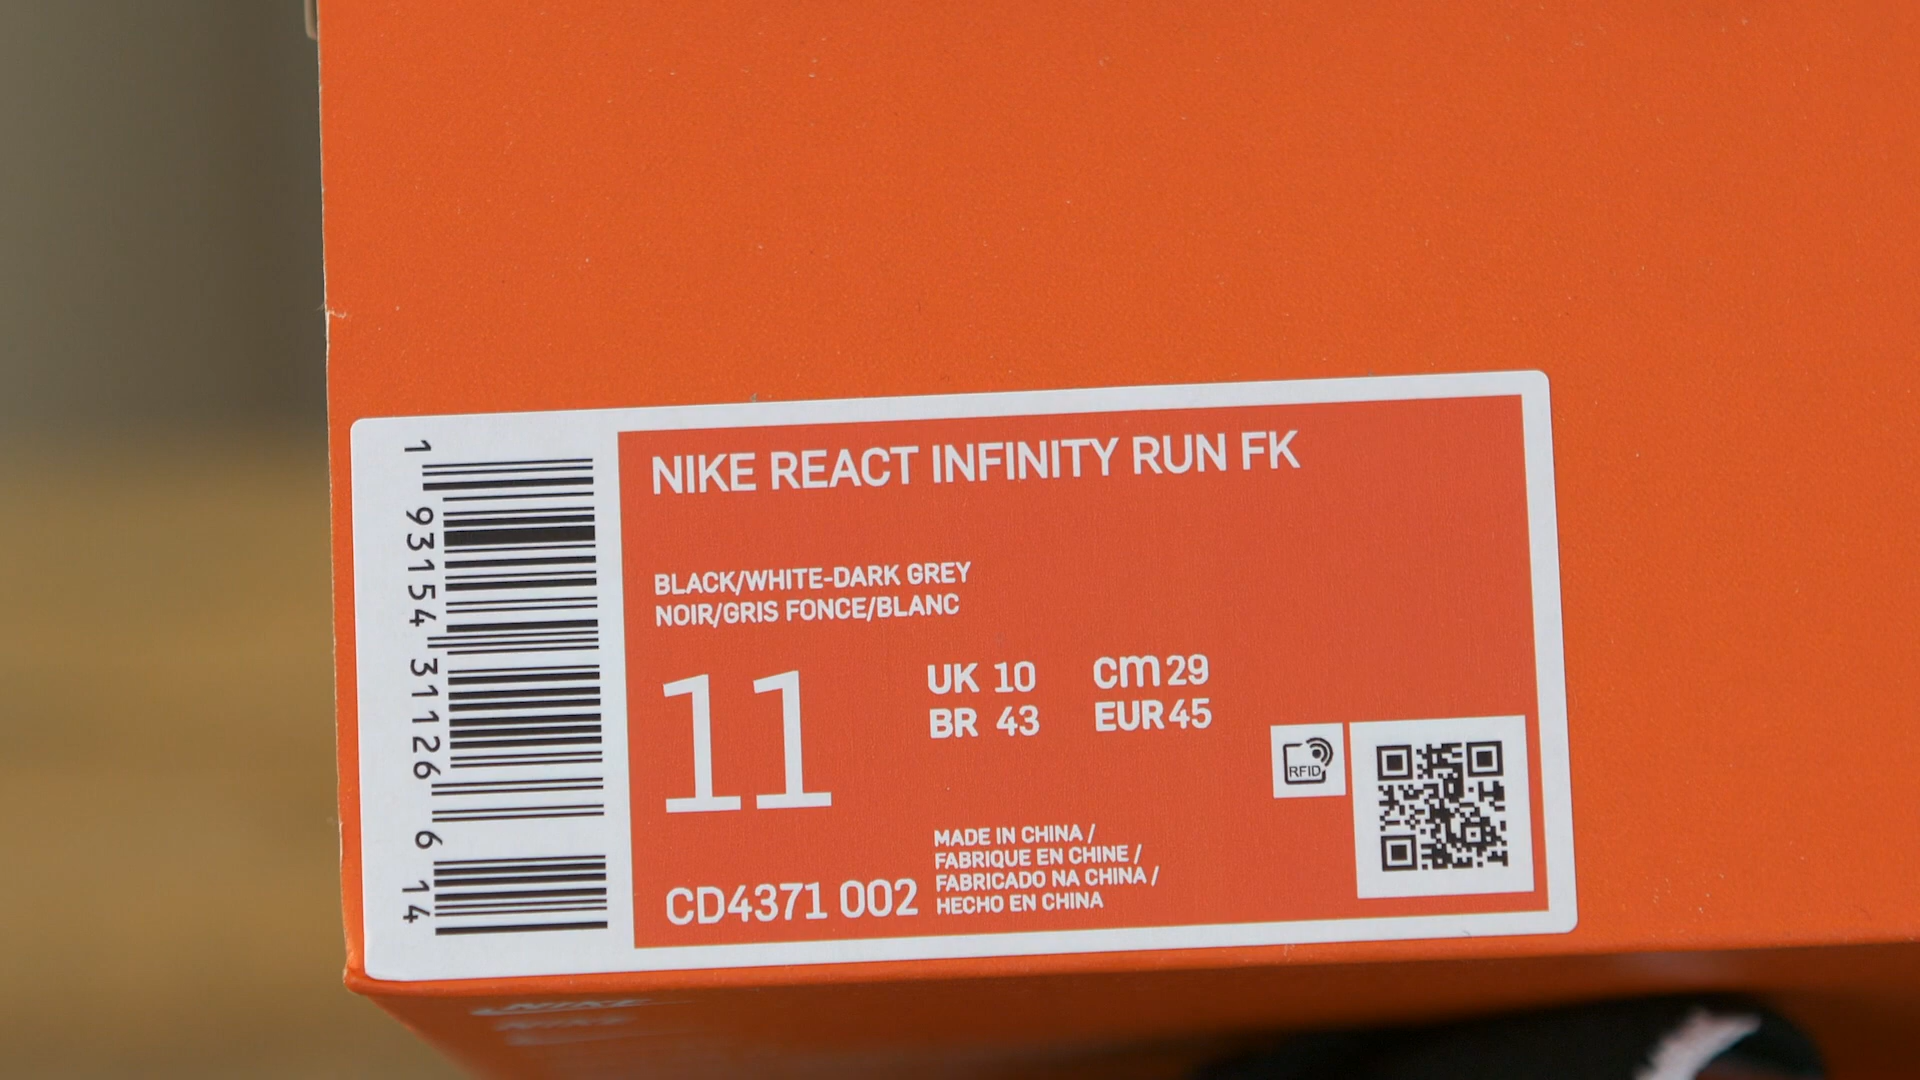 1 93154 31126 6 14
NIKE REACT INFINITY RUN FK
BLACK/WHITE-DARK GREY
NOIR/GRIS FONCE/BLANC
11
UK 10 cm 29
BR 43 EUR 45
RFID
CD4371 002
MADE IN CHINA /
FABRIQUE EN CHINE /
FABRICADO NA CHINA /
HECHO EN CHINA
NIKE
NIKE